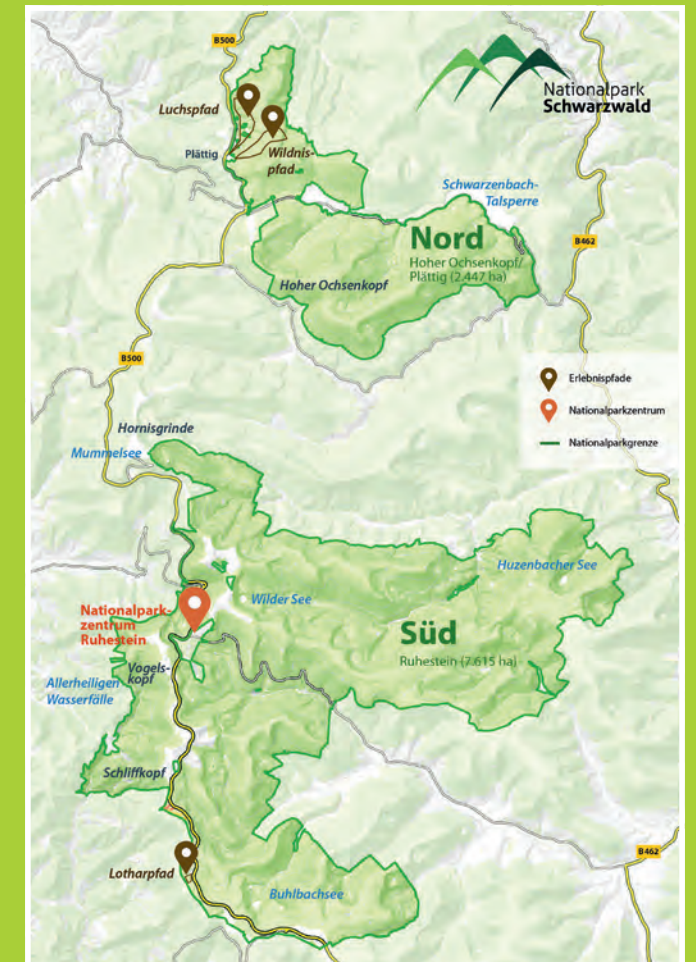 B500
Nationalpark
Schwarzwald
Luchspfad
Plättig
Wildnis-
pfad
Schwarzenbach-
Talsperre
Nord
Hoher Ochsenkopf/
Plättig (2.447 ha)
B462
Hoher Ochsenkopf
B500
Erlebnispfade
Nationalparkzentrum
Nationalparkgrenze
Hornisgrinde
Mummelsee
Huzenbacher See
Wilder See
Nationalpark-
zentrum
Ruhestein
Süd
Ruhestein (7.615 ha)
Vogels-
kopf
Allerheiligen
Wasserfälle
Schliffkopf
B462
Lotharpfad
Buhlbachsee